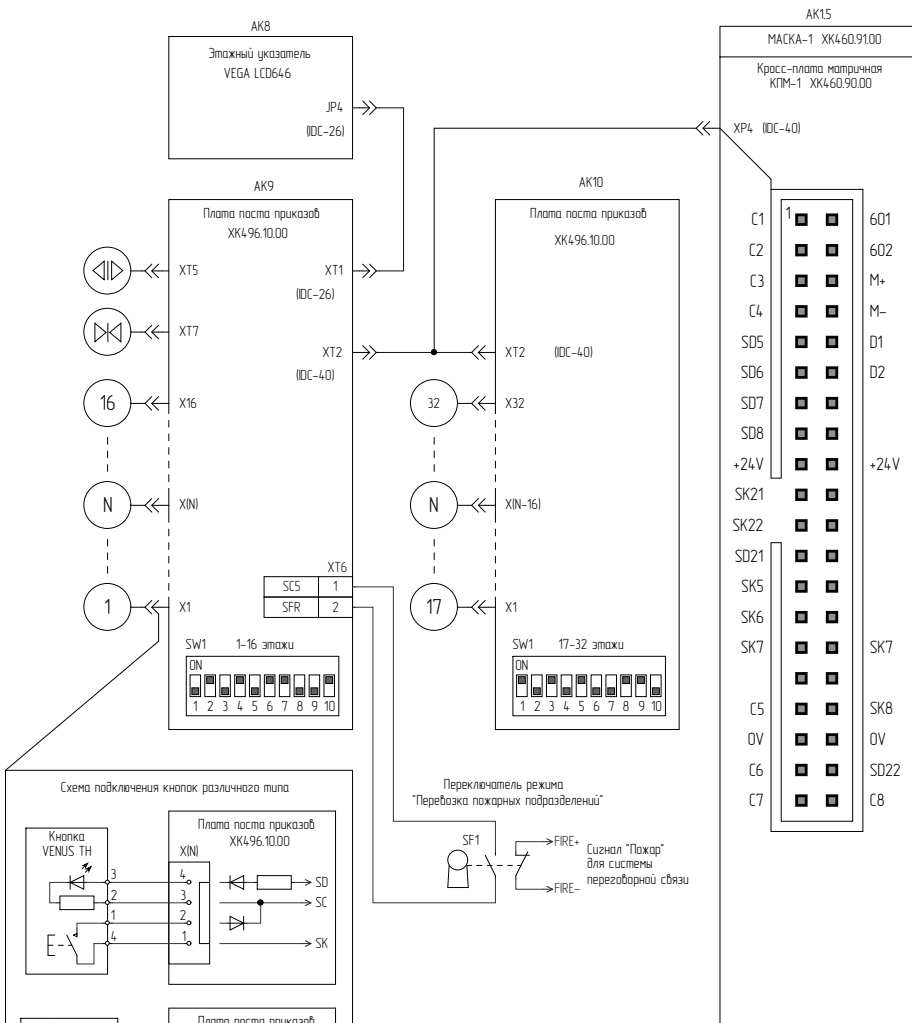 AK8
Этажный указатель
VEGA LCD646
JP4
(IDC-26)
AK1.5
МАСКА-1 ХК460.91.00
Кросс-плата матричная
КПМ-1 ХК460.90.00
XP4 (IDC-40)
AK9
Плата поста приказов
ХК496.10.00
XT5
XT1
(IDC-26)
XT7
XT2
(IDC-40)
16
X16
N
X(N)
XT6
SC5 1
SFR 2
1
X1
SW1 1-16 этажи
ON
1 2 3 4 5 6 7 8 9 10
AK10
Плата поста приказов
ХК496.10.00
XT2 (IDC-40)
32
X32
N
X(N-16)
17
X1
SW1 17-32 этажи
ON
1 2 3 4 5 6 7 8 9 10
1
C1 601
C2 602
C3 M+
C4 M-
SD5 D1
SD6 D2
SD7
SD8
+24V +24V
SK21
SK22
SD21
SK5
SK6
SK7 SK7
C5 SK8
0V 0V
C6 SD22
C7 C8
Схема подключения кнопок различного типа
Кнопка
VENUS TH
3
2
1
4
Плата поста приказов
ХК496.10.00
X(N)
4
3
2
1
SD
SC
SK
Переключатель режима
"Перевозка пожарных подразделений"
SF1
FIRE+
FIRE-
Сигнал "Пожар"
для системы
переговорной связи
Плата поста приказов